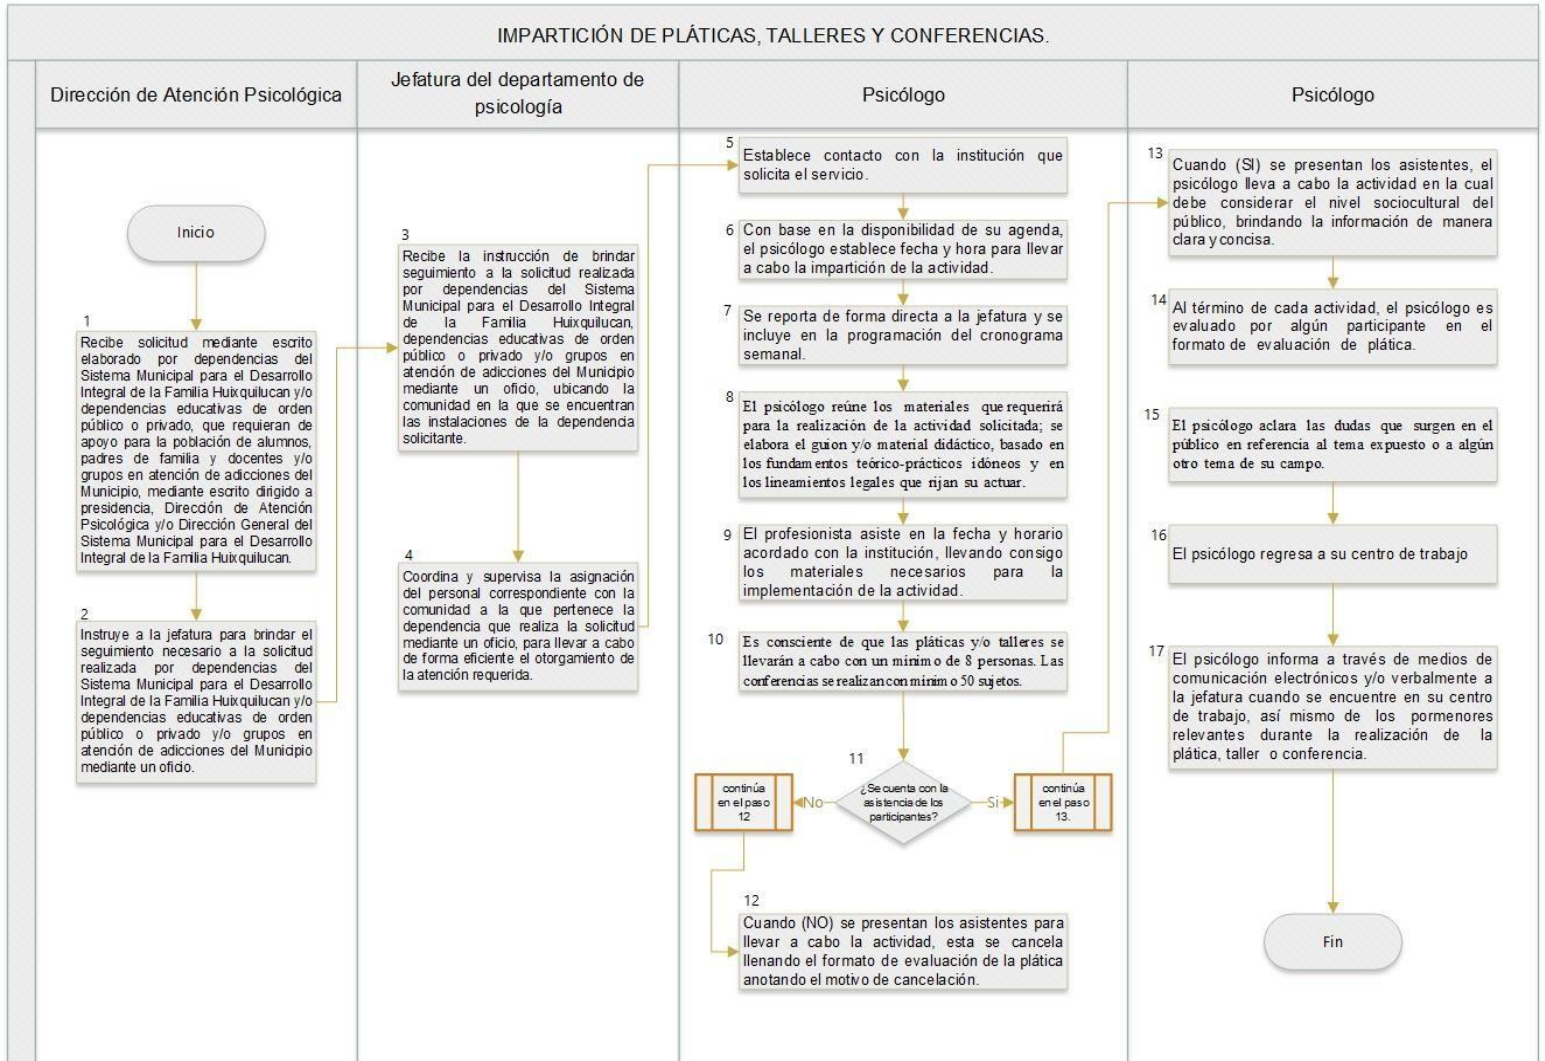 IMPARTICIÓN DE PLÁTICAS, TALLERES Y CONFERENCIAS.
Dirección de Atención Psicológica
Jefatura del departamento de
psicología
Psicólogo
Psicólogo
Inicio
1
Recibe solicitud mediante escrito
elaborado por dependencias del
Sistema Municipal para el Desarrollo
Integral de la Familia Huixquilucan y/o
dependencias educativas de orden
público o privado, que requieran de
apoyo para la población de alumnos,
padres de familia y docentes y/o
grupos en atención de adicciones del
Municipio, mediante escrito dirigido a
presidencia, Dirección de Atención
Psicológica y/o Dirección General del
Sistema Municipal para el Desarrollo
Integral de la Familia Huixquilucan.
2
Instruye a la jefatura para brindar el
seguimiento necesario a la solicitud
realizada por dependencias del
Sistema Municipal para el Desarrollo
Integral de la Familia Huixquilucan y/o
dependencias educativas de orden
público o privado y/o grupos en
atención de adicciones del Municipio
mediante un oficio.
3
Recibe la instrucción de brindar
seguimiento a la solicitud realizada
por dependencias del Sistema
Municipal para el Desarrollo Integral
de la Familia Huixquilucan,
dependencias educativas de orden
público o privado y/o grupos en
atención de adicciones del Municipio
mediante un oficio, ubicando la
comunidad en la que se encuentran
las instalaciones de la dependencia
solicitante.
4
Coordina y supervisa la asignación
del personal correspondiente con la
comunidad a la que pertenece la
dependencia que realiza la solicitud
mediante un oficio, para llevar a cabo
de forma eficiente el otorgamiento de
la atención requerida.
5
Establece contacto con la institución que
solicita el servicio.
6
Con base en la disponibilidad de su agenda,
el psicólogo establece fecha y hora para llevar
a cabo la impartición de la actividad.
7
Se reporta de forma directa a la jefatura y se
incluye en la programación del cronograma
semanal.
8
El psicólogo reúne los materiales que requerirá
para la realización de la actividad solicitada; se
elabora el guion y/o material didáctico, basado en
los fundamentos teórico-prácticos idóneos y en
los lineamientos legales que rijan su actuar.
9
El profesionista asiste en la fecha y horario
acordado con la institución, llevando consigo
los materiales necesarios para la
implementación de la actividad.
10
Es consciente de que las pláticas y/o talleres se
llevarán a cabo con un mínimo de 8 personas. Las
conferencias se realizan con mínimo 50 sujetos.
11
¿Se cuenta con la
asistencia de los
participantes?
No
Si
continúa
en el paso
12
continúa
en el paso
13.
12
Cuando (NO) se presentan los asistentes para
llevar a cabo la actividad, esta se cancela
llenando el formato de evaluación de la plática
anotando el motivo de cancelación.
13
Cuando (SI) se presentan los asistentes, el
psicólogo lleva a cabo la actividad en la cual
debe considerar el nivel sociocultural del
público, brindando la información de manera
clara y concisa.
14
Al término de cada actividad, el psicólogo es
evaluado por algún participante en el
formato de evaluación de plática.
15
El psicólogo aclara las dudas que surgen en el
público en referencia al tema expuesto o a algún
otro tema de su campo.
16
El psicólogo regresa a su centro de trabajo
17
El psicólogo informa a través de medios de
comunicación electrónicos y/o verbalmente a
la jefatura cuando se encuentre en su centro
de trabajo, así mismo de los pormenores
relevantes durante la realización de la
plática, taller o conferencia.
Fin